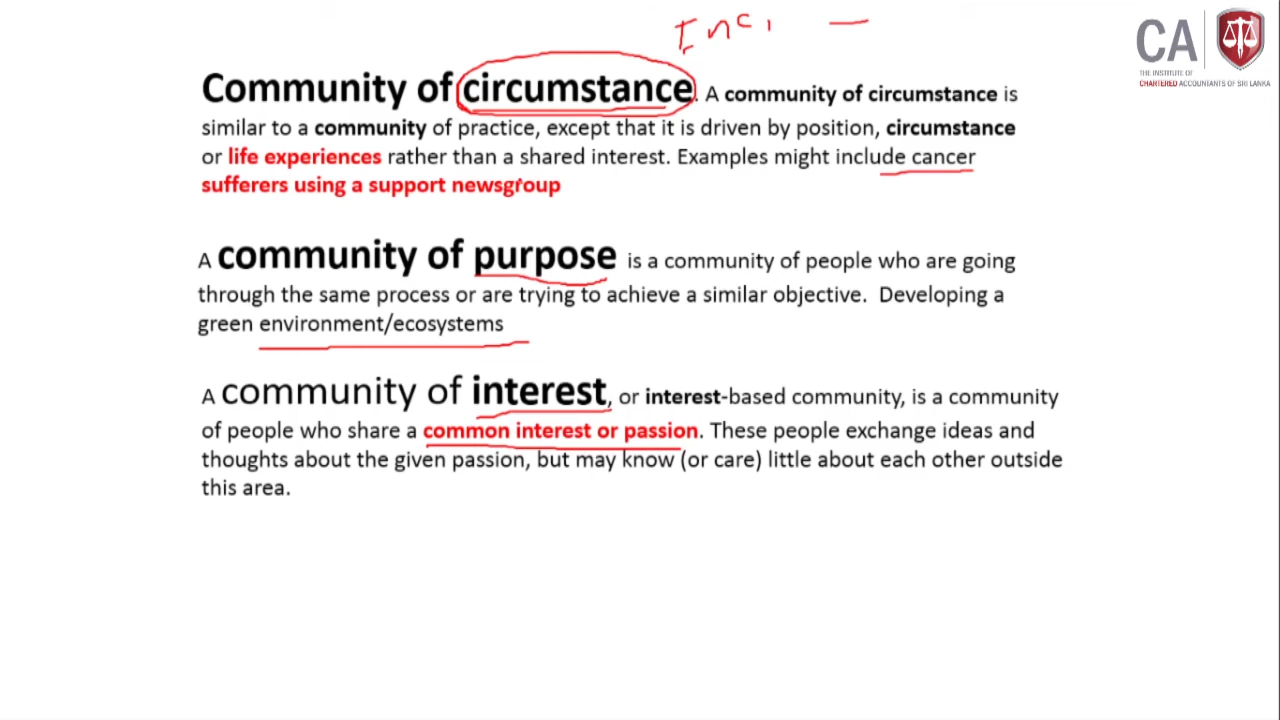 CA
THE INSTITUTE OF
CHARTERED ACCOUNTANTS OF SRI LANKA
Community of circumstance. A community of circumstance is
similar to a community of practice, except that it is driven by position, circumstance
or life experiences rather than a shared interest. Examples might include cancer
sufferers using a support newsgroup
A community of purpose is a community of people who are going
through the same process or are trying to achieve a similar objective. Developing a
green environment/ecosystems
A community of interest, or interest-based community, is a community
of people who share a common interest or passion. These people exchange ideas and
thoughts about the given passion, but may know (or care) little about each other outside
this area.